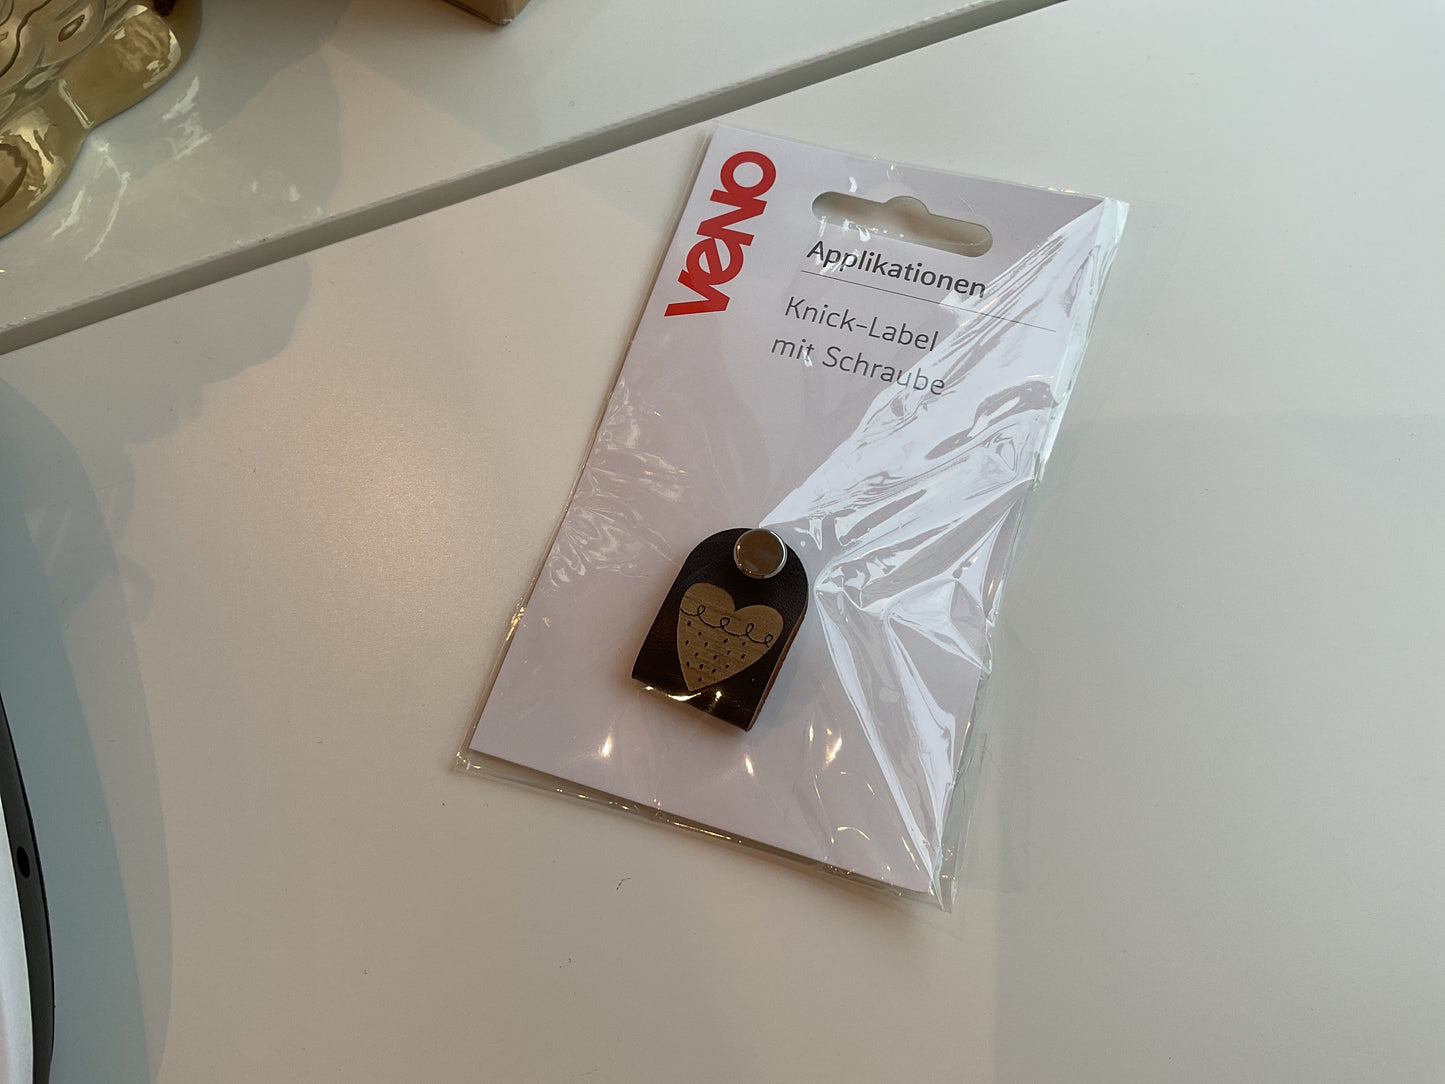 VENO
Applikationen
Knick-Label
mit Schraube